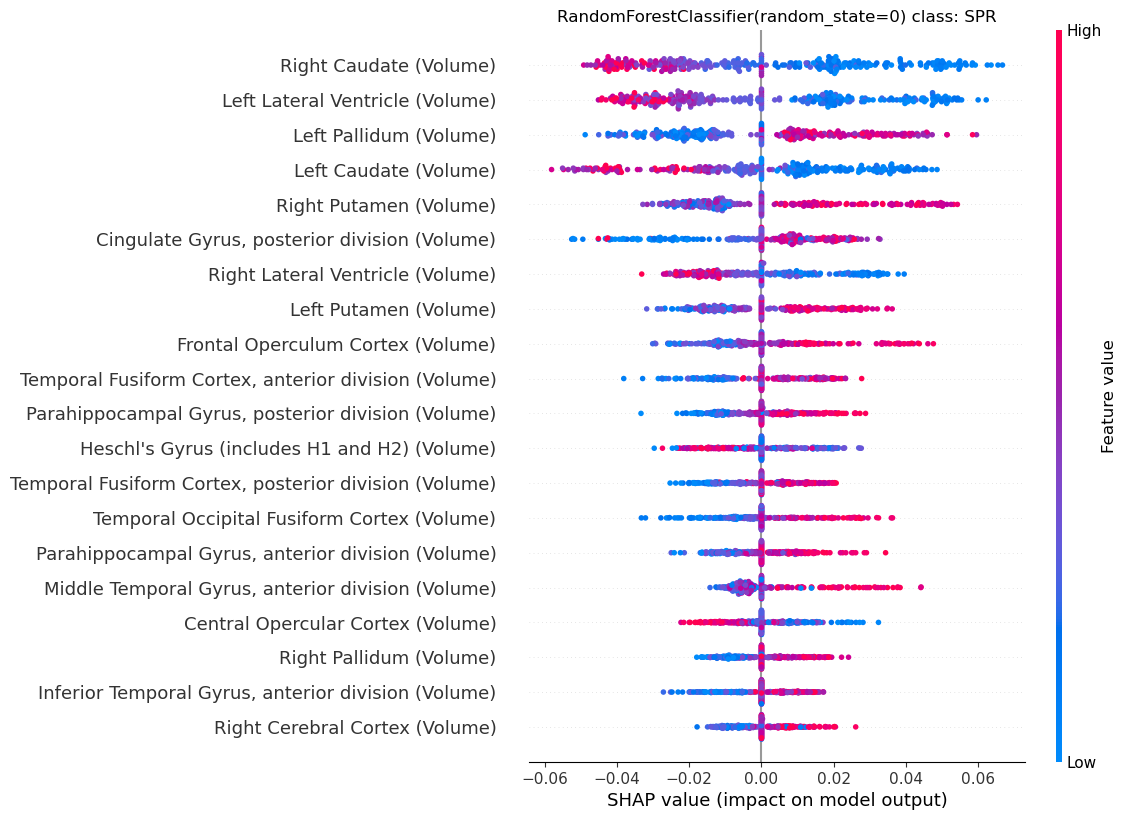 RandomForestClassifier(random_state=0) class: SPR
High
Right Caudate (Volume)
Left Lateral Ventricle (Volume)
Left Pallidum (Volume)
Left Caudate (Volume)
Right Putamen (Volume)
Cingulate Gyrus, posterior division (Volume)
Right Lateral Ventricle (Volume)
Left Putamen (Volume)
Frontal Operculum Cortex (Volume)
Temporal Fusiform Cortex, anterior division (Volume)
Parahippocampal Gyrus, posterior division (Volume)
Heschl's Gyrus (includes H1 and H2) (Volume)
Temporal Fusiform Cortex, posterior division (Volume)
Temporal Occipital Fusiform Cortex (Volume)
Parahippocampal Gyrus, anterior division (Volume)
Middle Temporal Gyrus, anterior division (Volume)
Central Opercular Cortex (Volume)
Right Pallidum (Volume)
Inferior Temporal Gyrus, anterior division (Volume)
Right Cerebral Cortex (Volume)
Feature value
Low
−0.06 −0.04 −0.02 0.00 0.02 0.04 0.06
SHAP value (impact on model output)